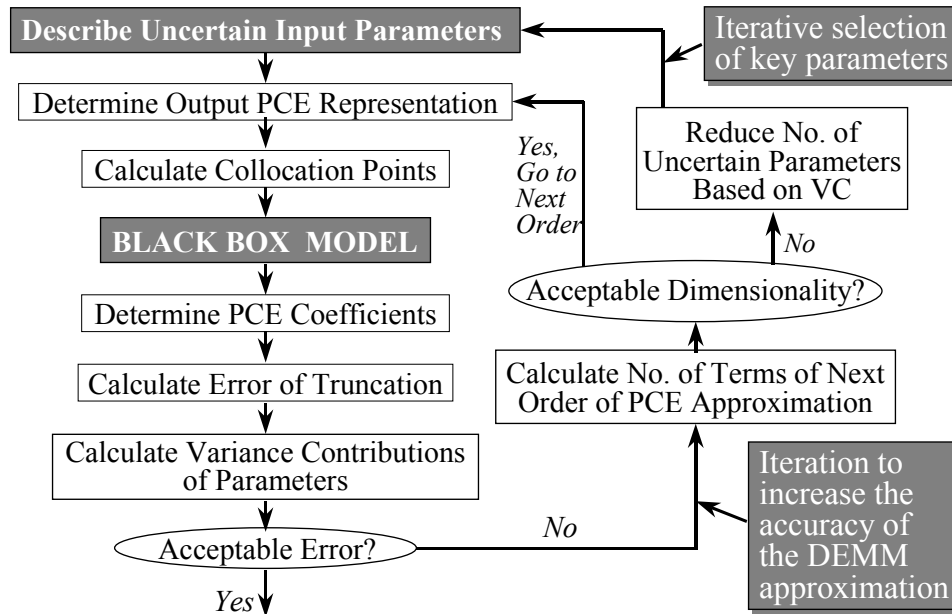 Describe Uncertain Input Parameters
Determine Output PCE Representation
Calculate Collocation Points
BLACK BOX MODEL
Determine PCE Coefficients
Calculate Error of Truncation
Calculate Variance Contributions
of Parameters
Acceptable Error?
Yes
No
Iteration to
increase the
accuracy of
the DEMM
approximation
Calculate No. of Terms of Next
Order of PCE Approximation
Acceptable Dimensionality?
Yes,
Go to
Next
Order
No
Reduce No. of
Uncertain Parameters
Based on VC
Iterative selection
of key parameters